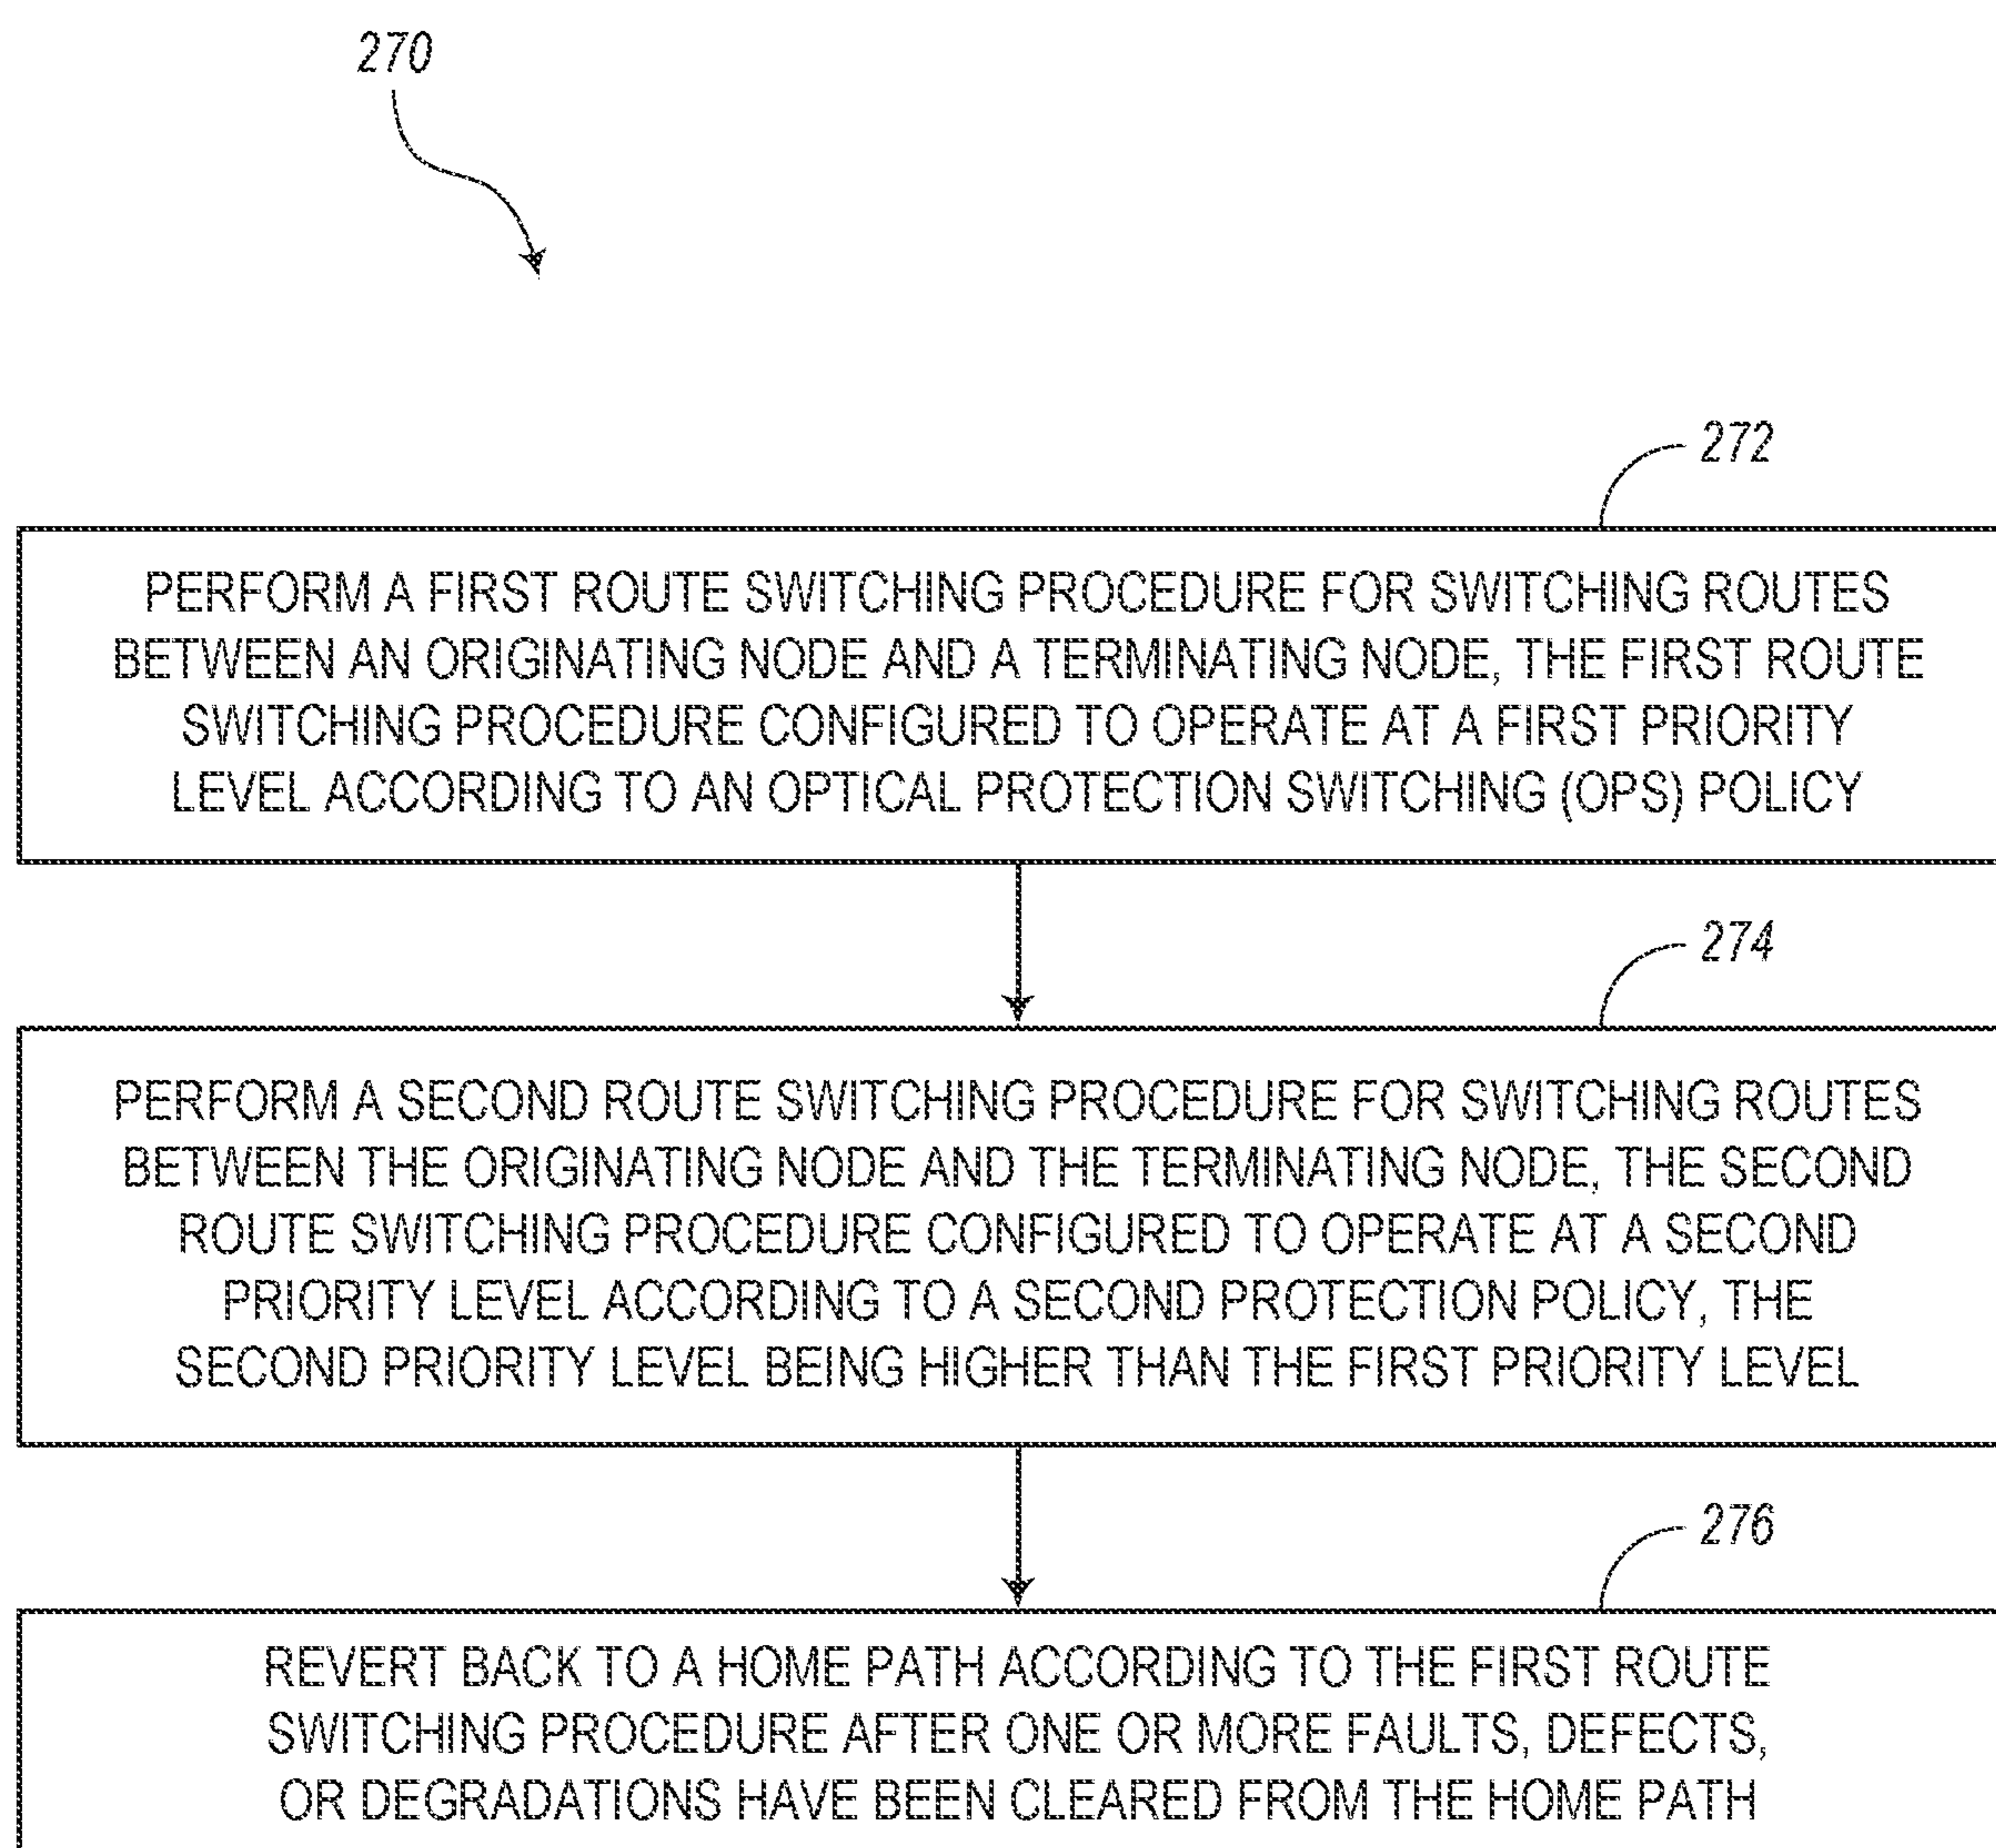 270
272
PERFORM A FIRST ROUTE SWITCHING PROCEDURE FOR SWITCHING ROUTES
BETWEEN AN ORIGINATING NODE AND A TERMINATING NODE, THE FIRST ROUTE
SWITCHING PROCEDURE CONFIGURED TO OPERATE AT A FIRST PRIORITY
LEVEL ACCORDING TO AN OPTICAL PROTECTION SWITCHING (OPS) POLICY
274
PERFORM A SECOND ROUTE SWITCHING PROCEDURE FOR SWITCHING ROUTES
BETWEEN THE ORIGINATING NODE AND THE TERMINATING NODE, THE SECOND
ROUTE SWITCHING PROCEDURE CONFIGURED TO OPERATE AT A SECOND
PRIORITY LEVEL ACCORDING TO A SECOND PROTECTION POLICY, THE
SECOND PRIORITY LEVEL BEING HIGHER THAN THE FIRST PRIORITY LEVEL
276
REVERT BACK TO A HOME PATH ACCORDING TO THE FIRST ROUTE
SWITCHING PROCEDURE AFTER ONE OR MORE FAULTS, DEFECTS,
OR DEGRADATIONS HAVE BEEN CLEARED FROM THE HOME PATH